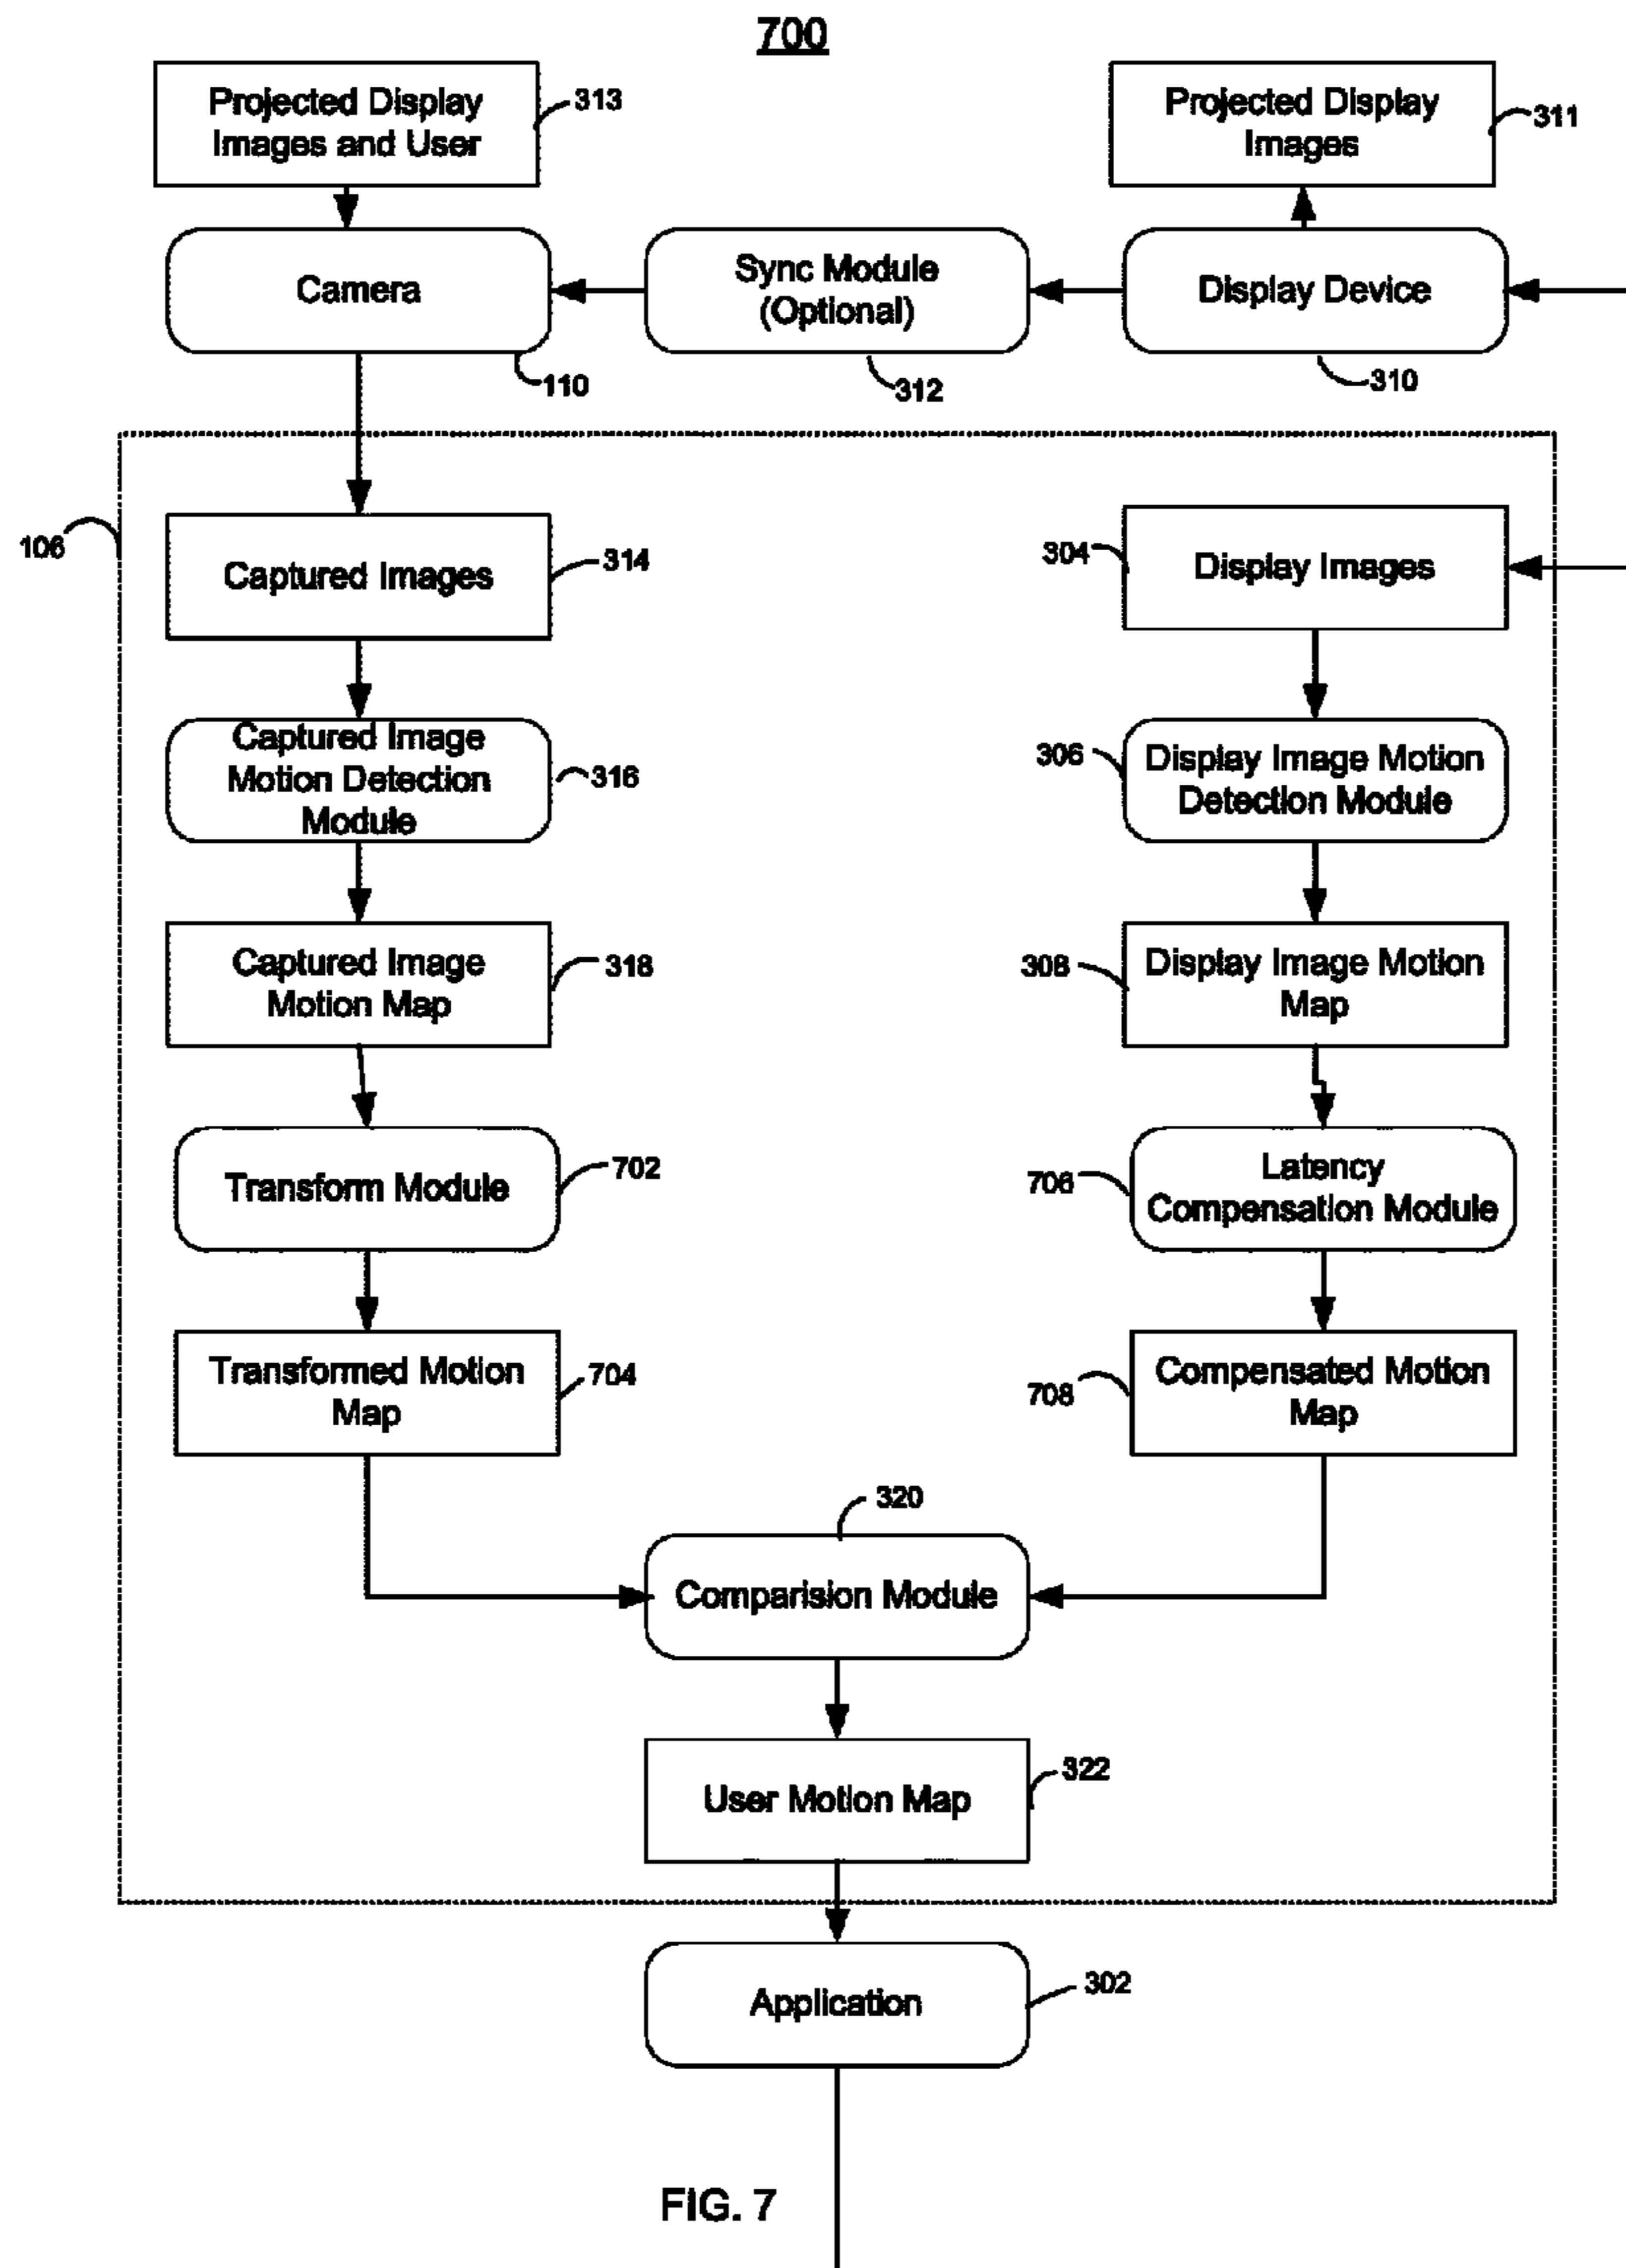 700
Projected Display
Images and User
313
Projected Display
Images
311
Camera
110
Sync Module
(Optional)
312
Display Device
310
106
Captured Images
314
304
Display Images
Captured Image
Motion Detection
Module
316
306
Display Image Motion
Detection Module
Captured Image
Motion Map
318
308
Display Image Motion
Map
Transform Module
702
706
Latency
Compensation Module
Transformed Motion
Map
704
708
Compensated Motion
Map
320
Comparision Module
User Motion Map
322
Application
302
FIG. 7